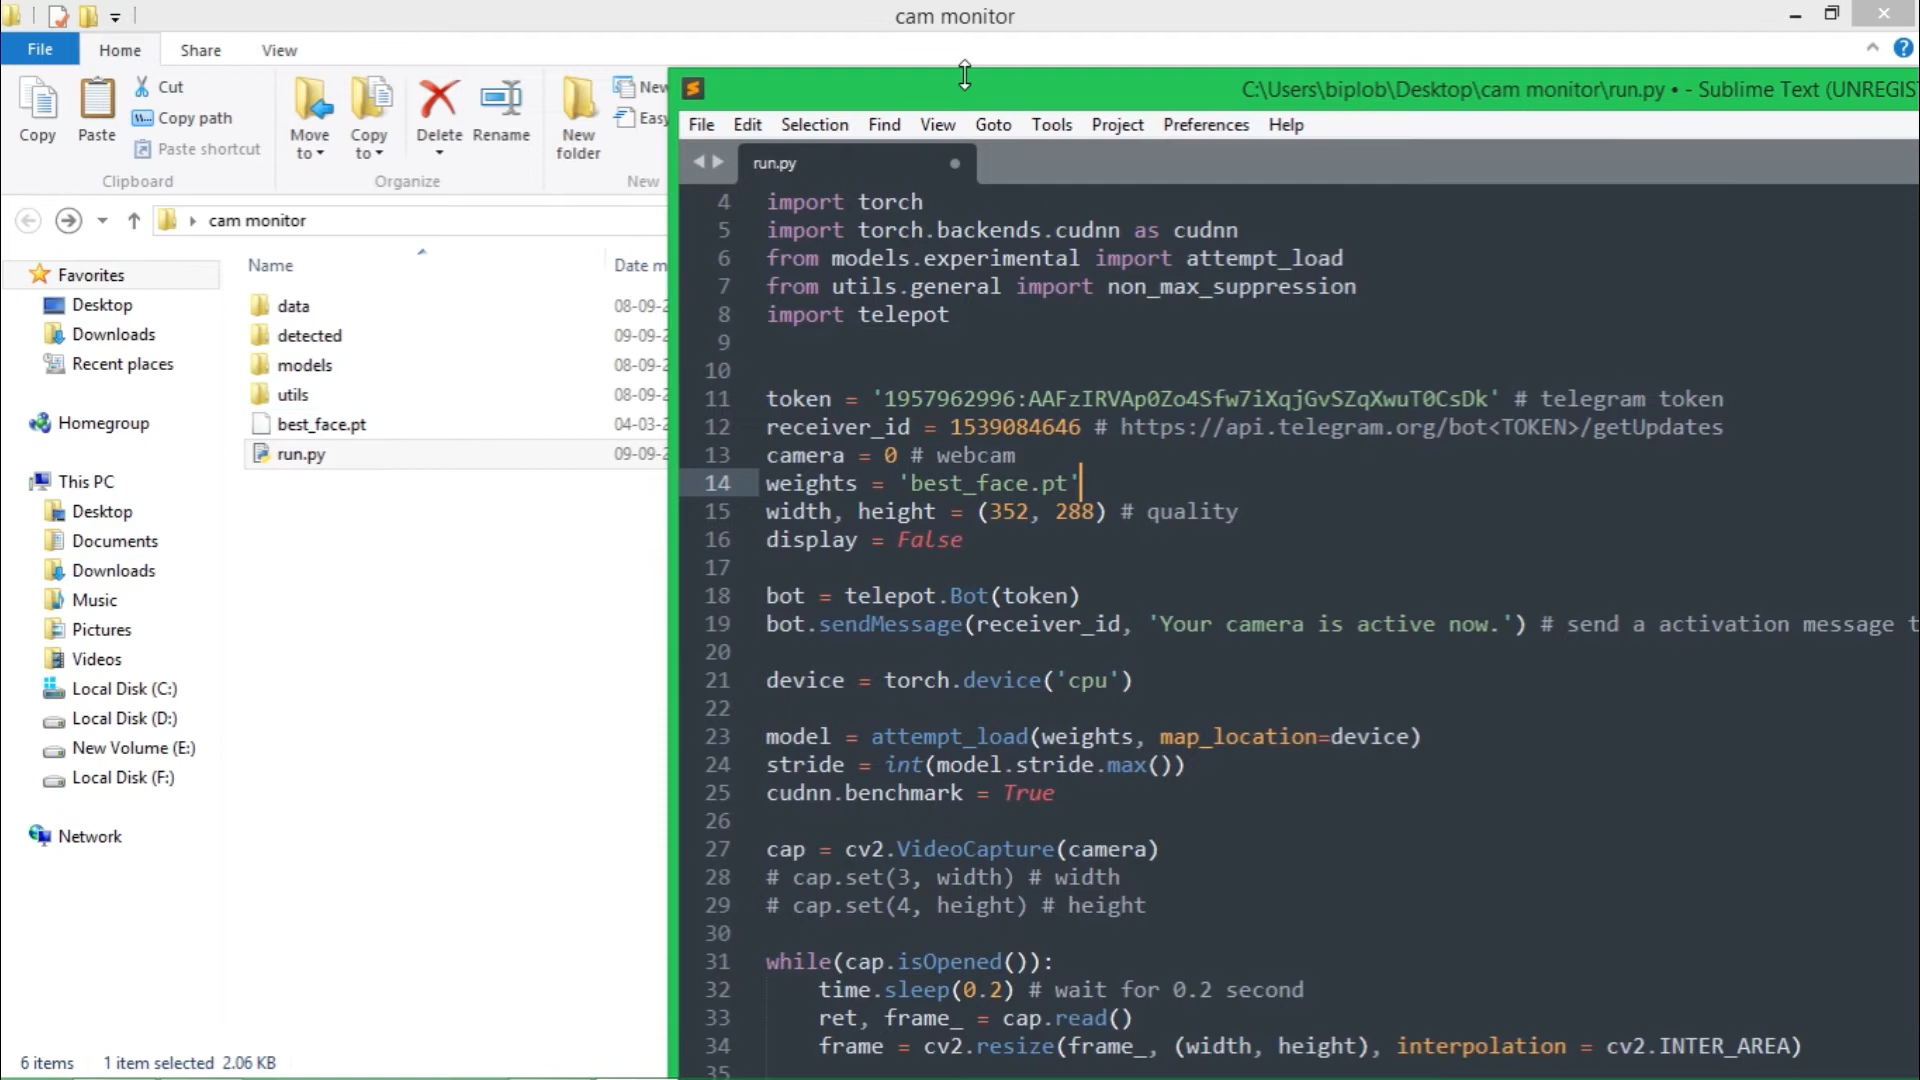 cam monitor
File
Home
Share
View
Copy
Paste
Cut
Copy path
Paste shortcut
Clipboard
Move to
Copy to
Delete
Rename
Organize
New folder
New
Easy
New
cam monitor
Favorites
Desktop
Downloads
Recent places
Homegroup
This PC
Desktop
Documents
Downloads
Music
Pictures
Videos
Local Disk (C:)
Local Disk (D:)
New Volume (E:)
Local Disk (F:)
Network
Name
Date m
data 08-09-2
detected 09-09-2
models 08-09-2
utils 08-09-2
best_face.pt 04-03-2
run.py 09-09-2
6 items 1 item selected 2.06 KB
C:\Users\biplob\Desktop\cam monitor\run.py • - Sublime Text (UNREGIS
File Edit Selection Find View Goto Tools Project Preferences Help
run.py
4 import torch
5 import torch.backends.cudnn as cudnn
6 from models.experimental import attempt_load
7 from utils.general import non_max_suppression
8 import telepot
9
10
11 token = '1957962996:AAFzIRVAp0Zo4Sfw7iXqjGvSZqXwuT0CsDk' # telegram token
12 receiver_id = 1539084646 # https://api.telegram.org/bot<TOKEN>/getUpdates
13 camera = 0 # webcam
14 weights = 'best_face.pt'
15 width, height = (352, 288) # quality
16 display = False
17
18 bot = telepot.Bot(token)
19 bot.sendMessage(receiver_id, 'Your camera is active now.') # send a activation message t
20
21 device = torch.device('cpu')
22
23 model = attempt_load(weights, map_location=device)
24 stride = int(model.stride.max())
25 cudnn.benchmark = True
26
27 cap = cv2.VideoCapture(camera)
28 # cap.set(3, width) # width
29 # cap.set(4, height) # height
30
31 while(cap.isOpened()):
32 time.sleep(0.2) # wait for 0.2 second
33 ret, frame_ = cap.read()
34 frame = cv2.resize(frame_, (width, height), interpolation = cv2.INTER_AREA)
35